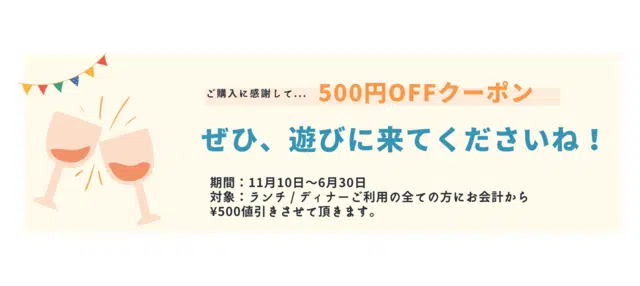 ご購入に感謝して... 500円OFFクーポン
ぜひ、遊びに来てくださいね！
期間：11月10日〜6月30日
対象：ランチ / ディナーご利用の全ての方にお会計から
¥500値引きさせて頂きます。